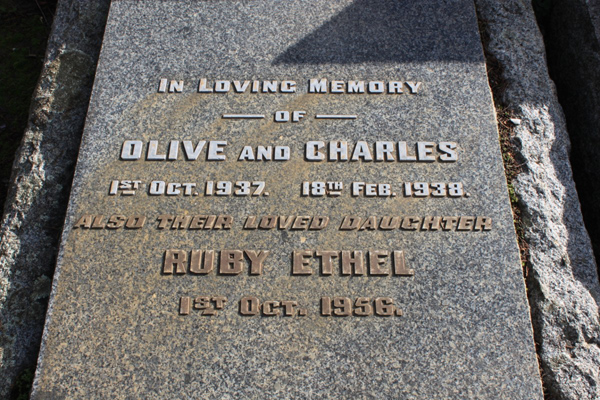 IN LOVING MEMORY
— OF —
OLIVE AND CHARLES
1ST OCT. 1937. 18TH FEB. 1938.
ALSO THEIR LOVED DAUGHTER
RUBY ETHEL
1ST OCT. 1956.